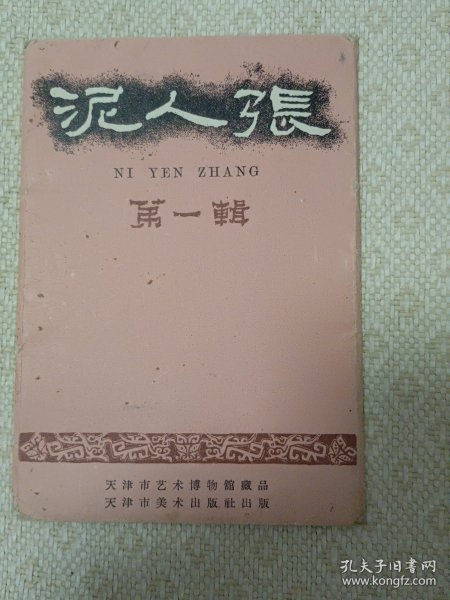 泥人張
NI YEN ZHANG
第一輯
天津市艺术博物館藏品
天津市美术出版社出版
孔夫子旧书网
www.kongfz.com